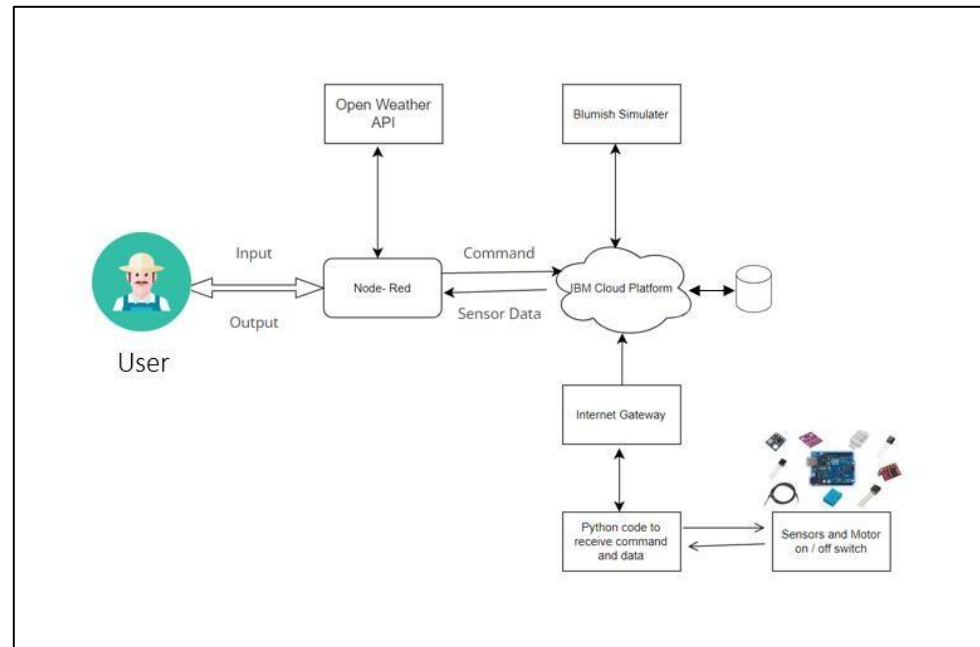 Open Weather
API
Blumish Simulater
Input
Command
Node- Red
IBM Cloud Platform
Output
Sensor Data
User
Internet Gateway
Python code to
receive command
and data
Sensors and Motor
on / off switch